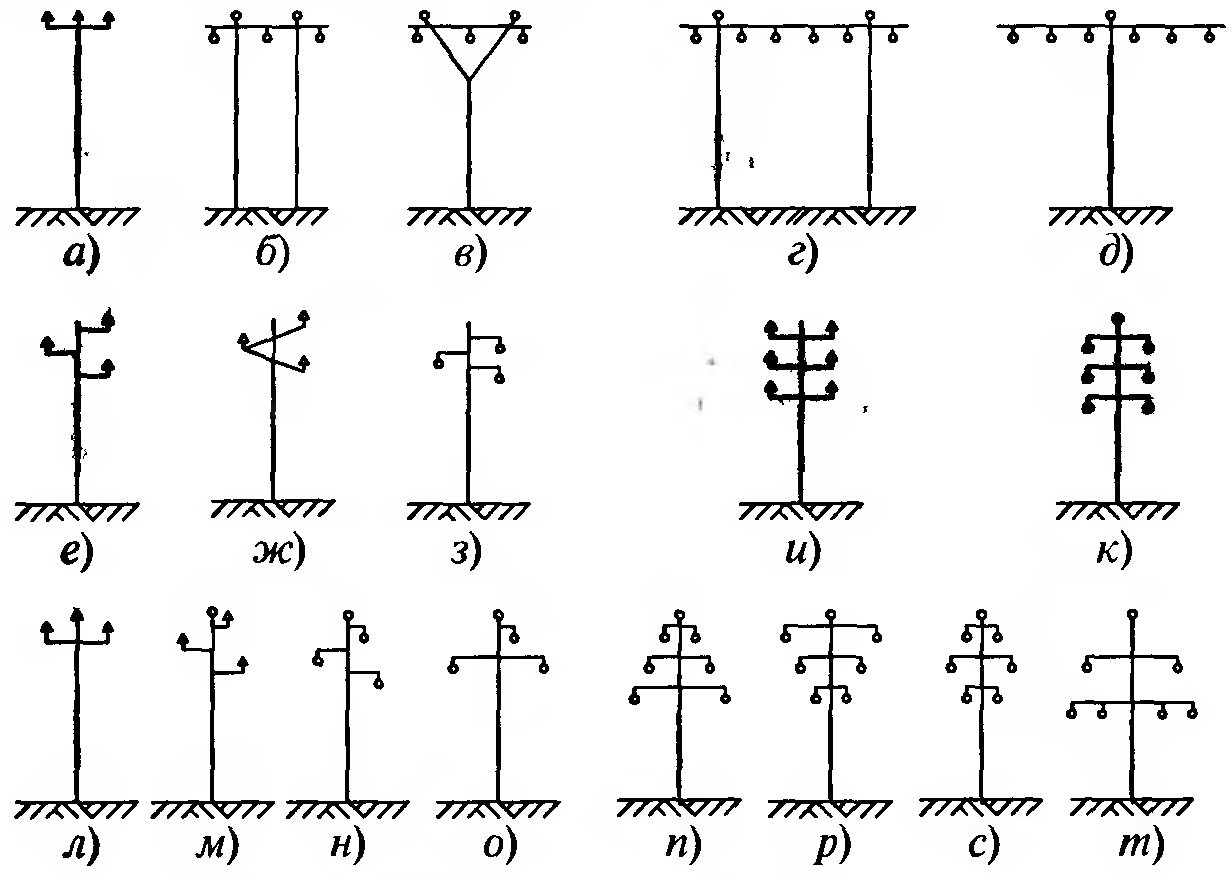 а) б) в) г) д)
е) ж) з) и) к)
л) м) н) о) п) р) с) т)